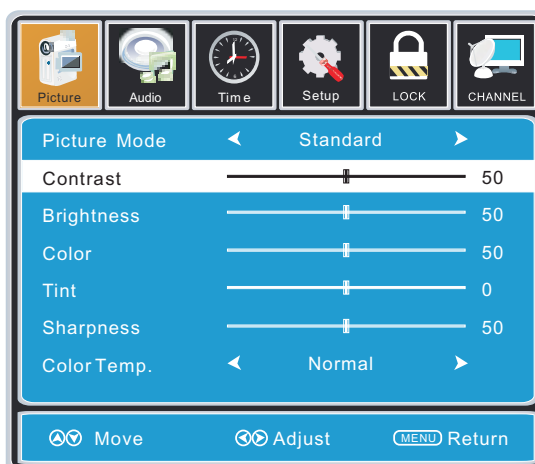 Picture Audio Time Setup LOCK CHANNEL
Picture Mode Standard
Contrast 50
Brightness 50
Color 50
Tint 0
Sharpness 50
Color Temp. Normal
Move Adjust MENU Return